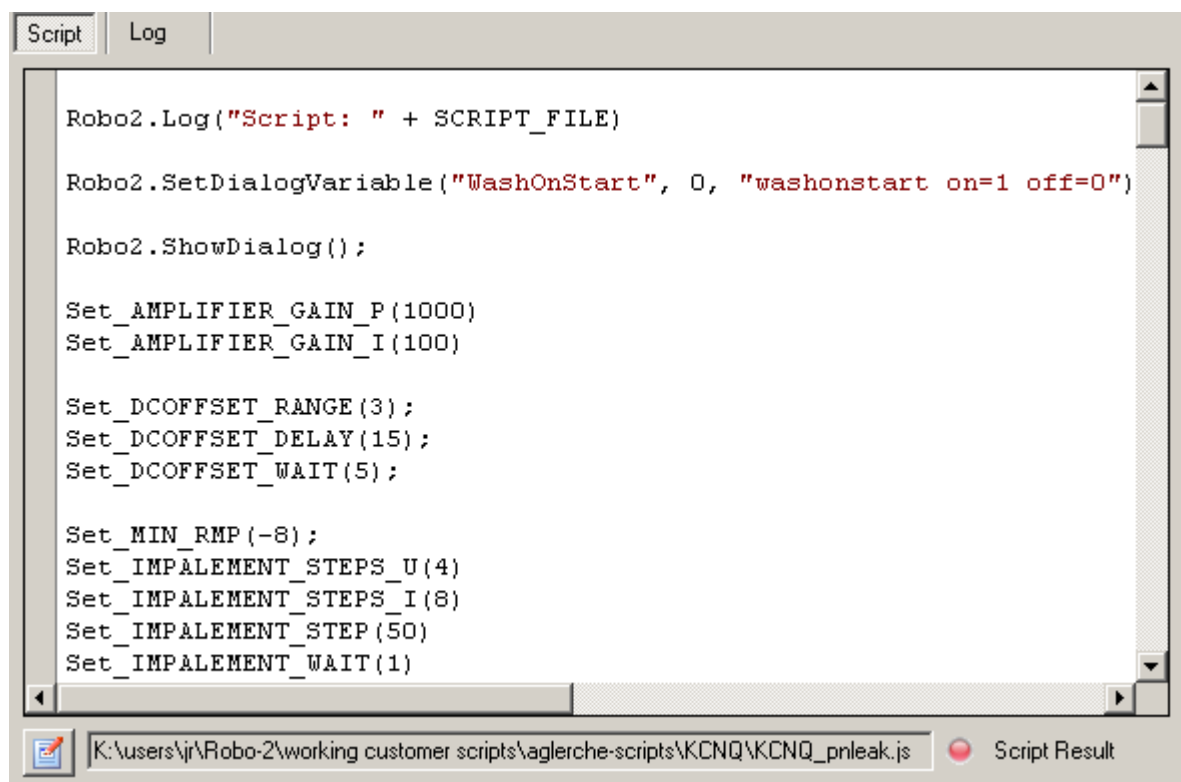 Script Log
Robo2.Log("Script: " + SCRIPT_FILE)
Robo2.SetDialogVariable("WashOnStart", 0, "washonstart on=1 off=0")
Robo2.ShowDialog();
Set_AMPLIFIER_GAIN_P(1000)
Set_AMPLIFIER_GAIN_I(100)
Set_DCOFFSET_RANGE(3);
Set_DCOFFSET_DELAY(15);
Set_DCOFFSET_WAIT(5);
Set_MIN_RMP(-8);
Set_IMPALEMENT_STEPS_U(4)
Set_IMPALEMENT_STEPS_I(8)
Set_IMPALEMENT_STEP(50)
Set_IMPALEMENT_WAIT(1)
K:\users\jr\Robo-2\working customer scripts\aglerche-scripts\KCNQ\KCNQ_pnleak.js Script Result